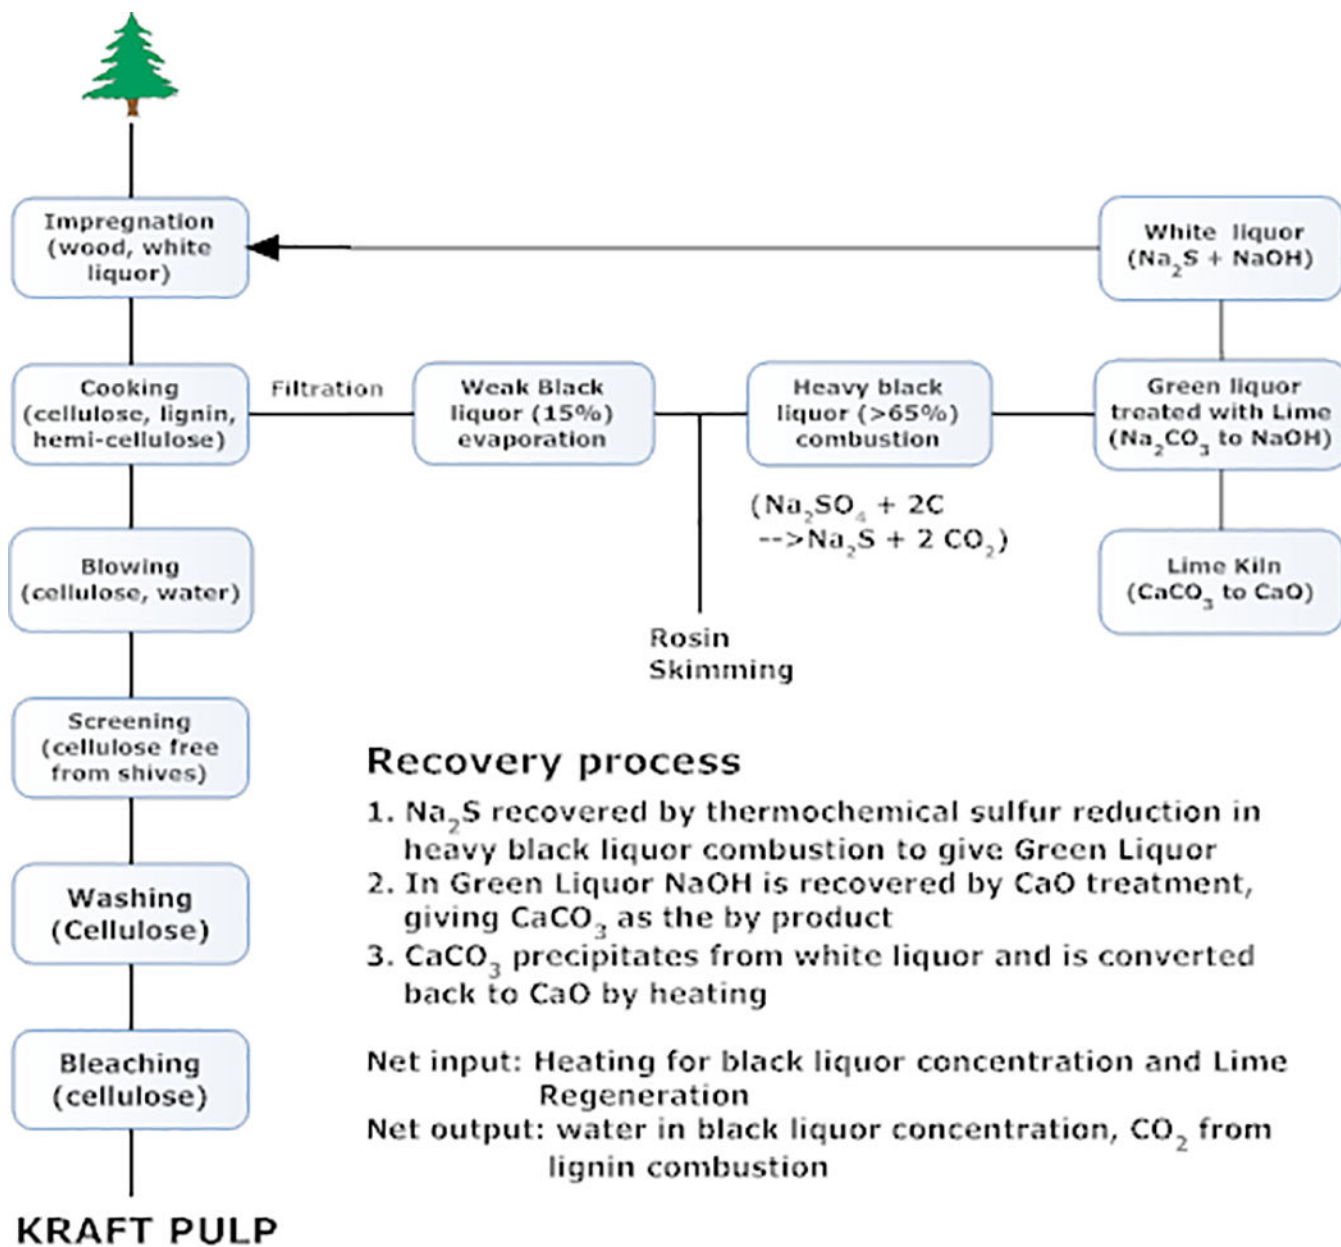 Impregnation
(wood, white
liquor)
White liquor
(Na₂S + NaOH)
Cooking
(cellulose, lignin,
hemi-cellulose)
Filtration
Weak Black
liquor (15%)
evaporation
Heavy black
liquor (>65%)
combustion
Green liquor
treated with Lime
(Na₂CO₃ to NaOH)
(Na₂SO₄ + 2C
-->Na₂S + 2 CO₂)
Blowing
(cellulose, water)
Lime Kiln
(CaCO₃ to CaO)
Rosin
Skimming
Screening
(cellulose free
from shives)
Washing
(Cellulose)
Bleaching
(cellulose)
KRAFT PULP
Recovery process
1. Na₂S recovered by thermochemical sulfur reduction in
heavy black liquor combustion to give Green Liquor
2. In Green Liquor NaOH is recovered by CaO treatment,
giving CaCO₃ as the by product
3. CaCO₃ precipitates from white liquor and is converted
back to CaO by heating
Net input: Heating for black liquor concentration and Lime
Regeneration
Net output: water in black liquor concentration, CO₂ from
lignin combustion